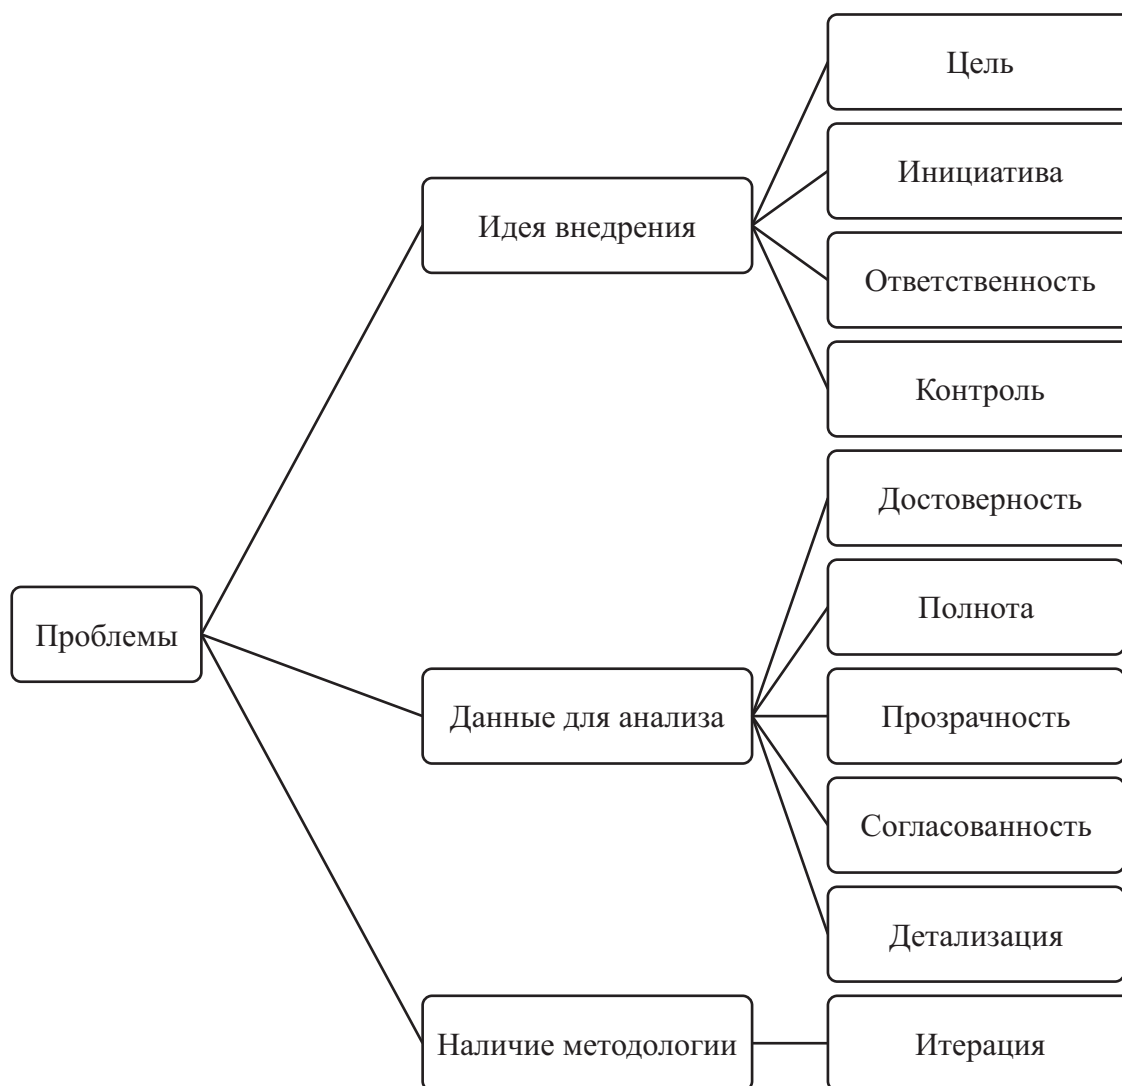 Цель
Инициатива
Идея внедрения
Ответственность
Контроль
Достоверность
Полнота
Проблемы
Данные для анализа
Прозрачность
Согласованность
Детализация
Наличие методологии
Итерация